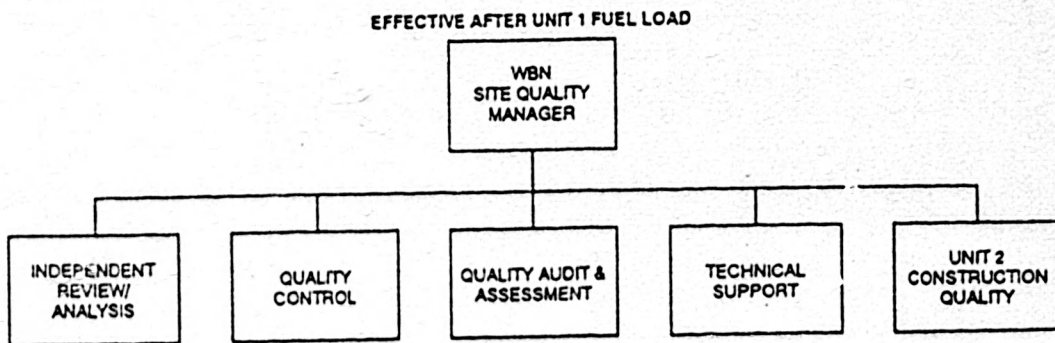 EFFECTIVE AFTER UNIT 1 FUEL LOAD
WBN
SITE QUALITY
MANAGER
INDEPENDENT
REVIEW/
ANALYSIS
QUALITY
CONTROL
QUALITY AUDIT &
ASSESSMENT
TECHNICAL
SUPPORT
UNIT 2
CONSTRUCTION
QUALITY